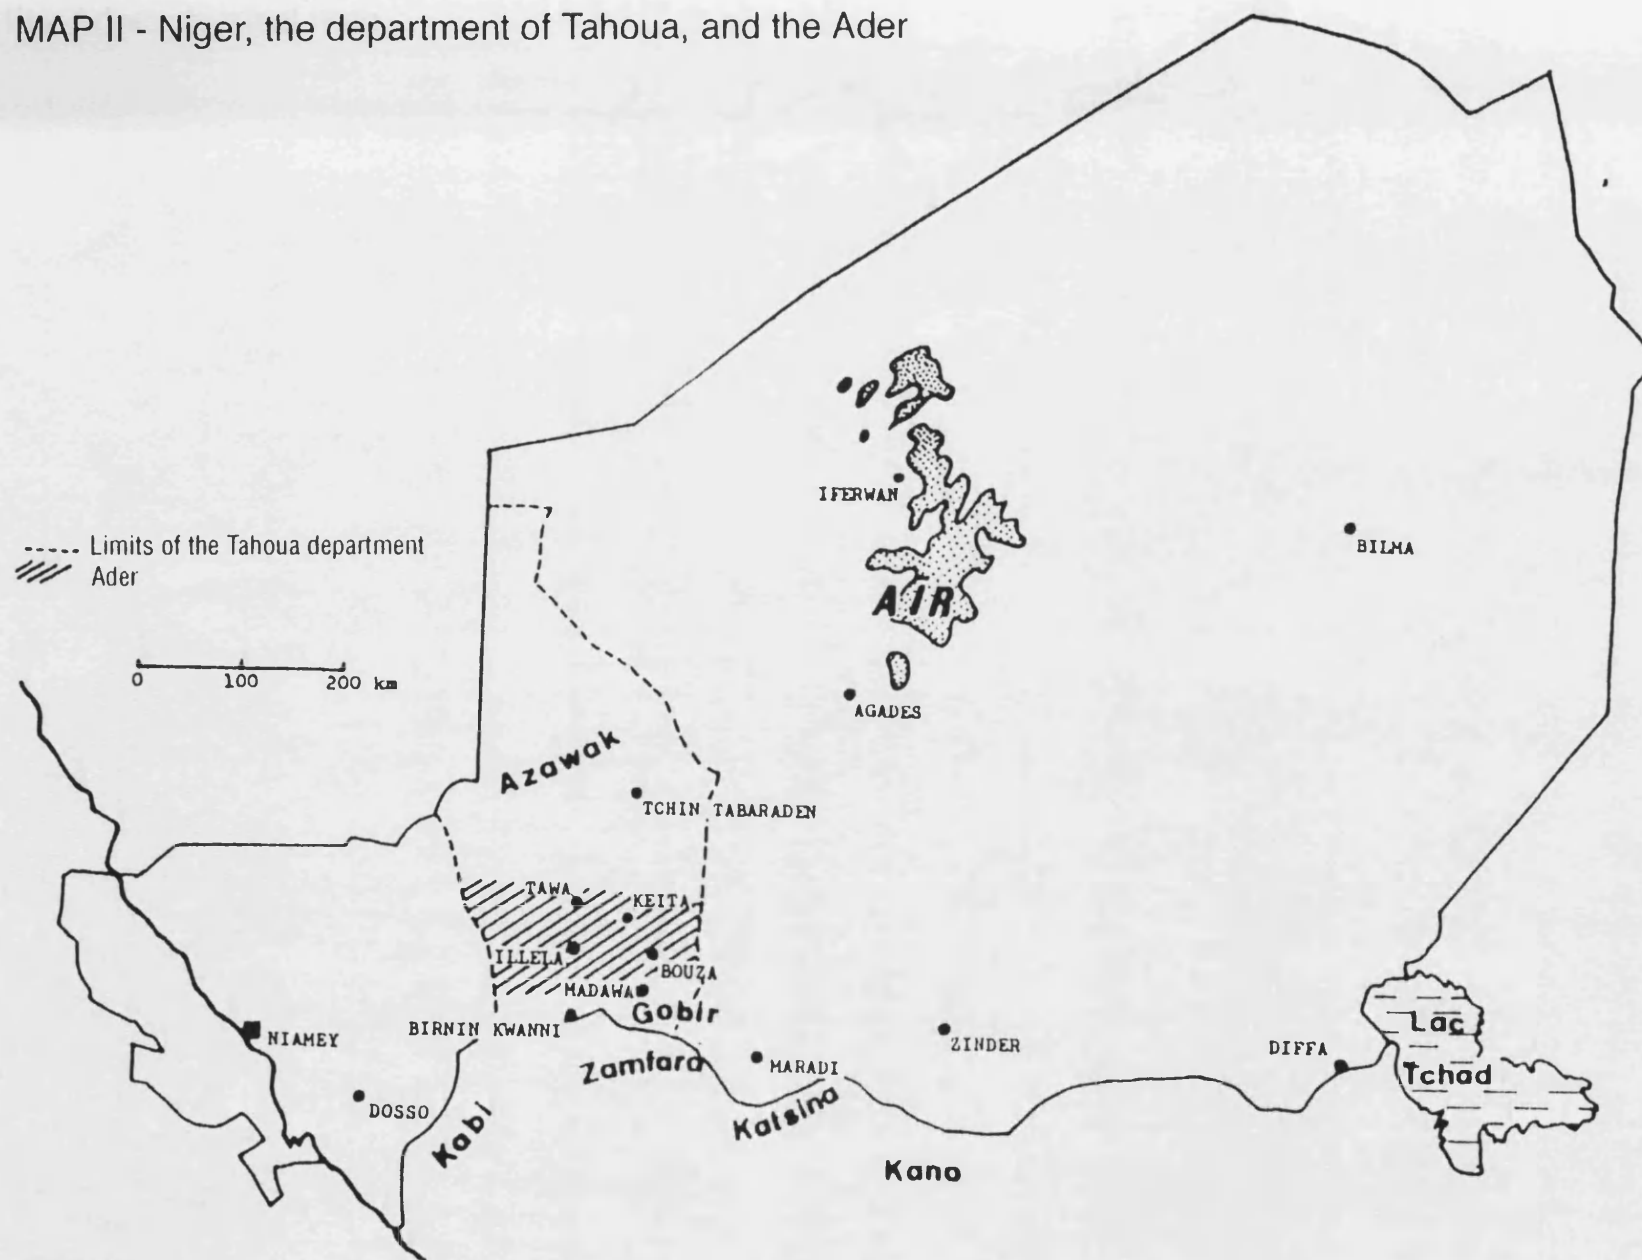 MAP II - Niger, the department of Tahoua, and the Ader
IFERWAN
BILMA
Limits of the Tahoua department
Ader
AÏR
0 100 200 km
AGADES
Azawak
TCHIN TABARADEN
TAWA
KEITA
ILLELA
BOUZA
MADAWA
Gobir
BIRNIN KWANNI
NIAMEY
Lac
ZINDER
DIFFA
Zamfara
MARADI
Tchad
DOSSO
Katsina
Kabi
Kano